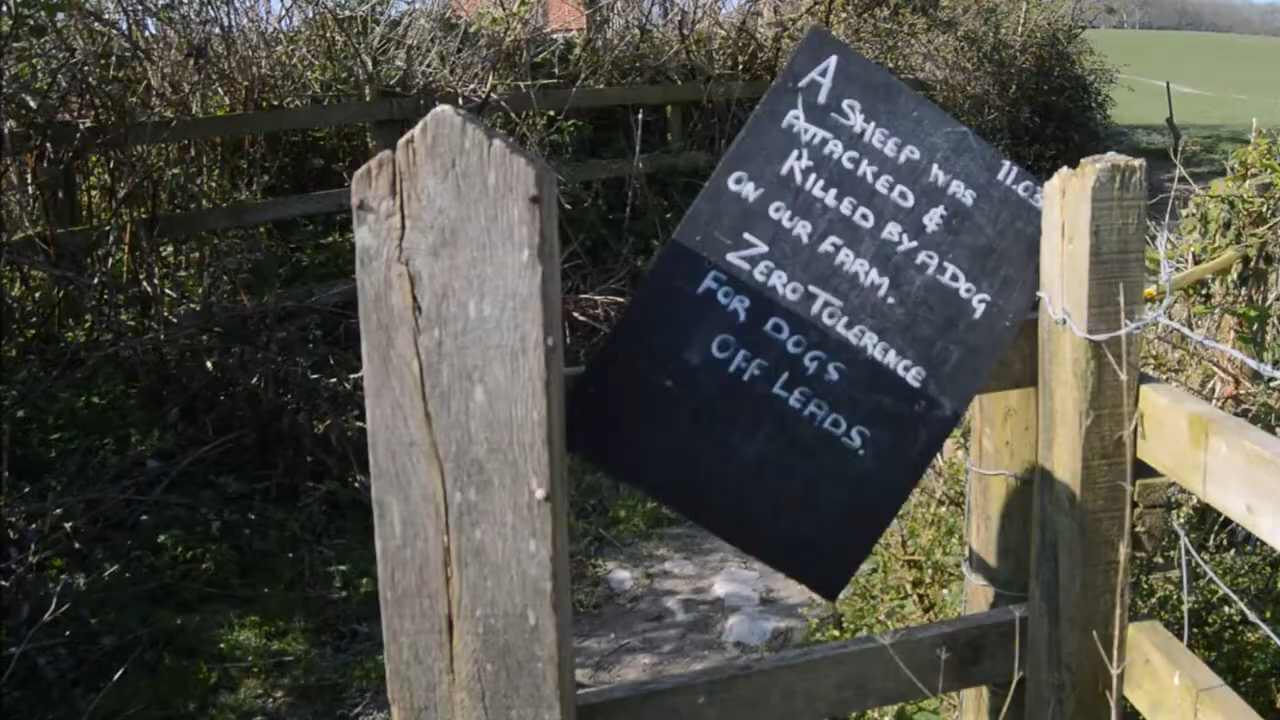 11.03
A SHEEP WAS
ATTACKED &
KILLED BY A DOG
ON OUR FARM.
ZERO TOLERENCE
FOR DOGS
OFF LEADS.